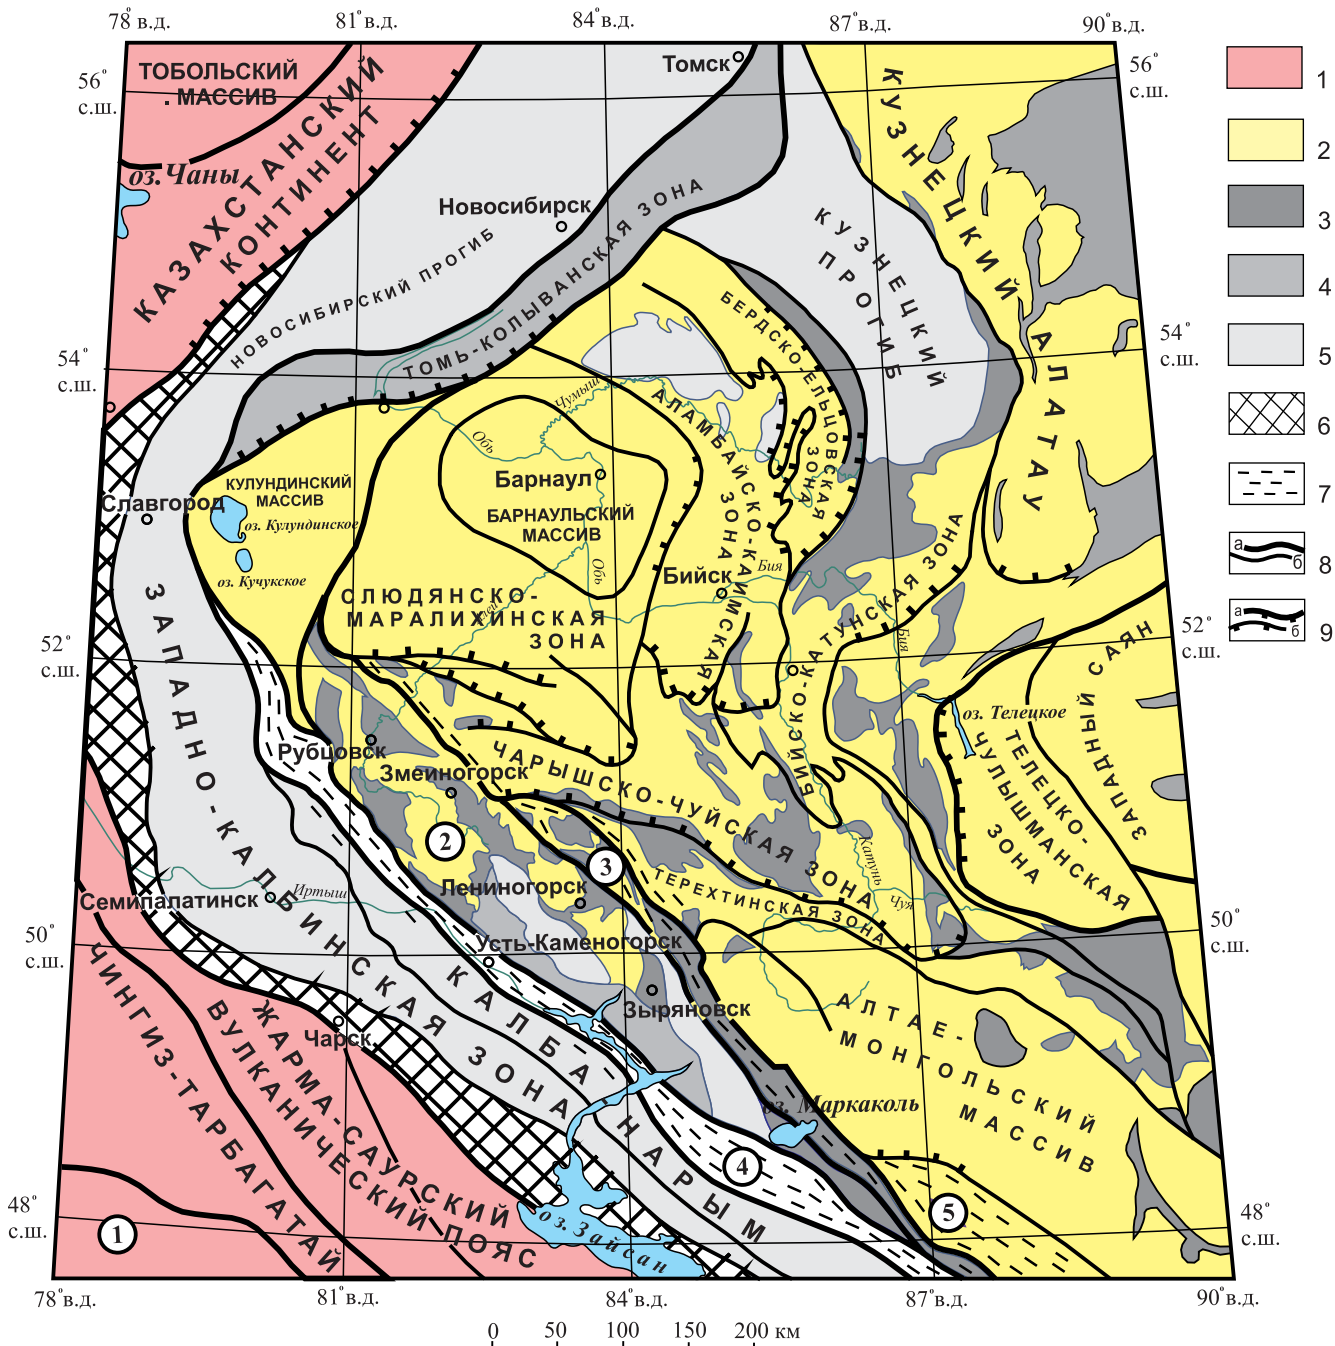 78° в.д.
81° в.д.
84° в.д.
87° в.д.
90° в.д.
56°
с.ш.
56°
с.ш.
ТОБОЛЬСКИЙ
МАССИВ
Томск
КАЗАХСТАНСКИЙ
КОНТИНЕНТ
КУЗНЕЦКИЙ АЛАТАУ
оз. Чаны
Новосибирск
НОВОСИБИРСКИЙ ПРОГИБ
ТОМЬ-КОЛЫВАНСКАЯ ЗОНА
КУЗНЕЦКИЙ
ПРОГИБ
БЕРДСКО-ЕЛЬЦОВСКАЯ
ЗОНА
54°
с.ш.
54°
с.ш.
Чумыш
Обь
АЛАМБАЙСКО-КАИМСКАЯ
ЗОНА
Славгород
КУЛУНДИНСКИЙ
МАССИВ
оз. Кулундинское
оз. Кучукское
Барнаул
БАРНАУЛЬСКИЙ
МАССИВ
Обь
Бийск
Бия
СЛЮДЯНСКО-
МАРАЛИХИНСКАЯ
ЗОНА
Алей
БИЙСКО-КАТУНСКАЯ ЗОНА
Бия
52°
с.ш.
52°
с.ш.
оз. Телецкое
ТЕЛЕЦКО-
ЧУЛЫШМАНСКАЯ
ЗОНА
ЗАПАДНЫЙ САЯН
ЗАПАДНО-КАЛБИНСКАЯ ЗОНА
Рубцовск
Змеиногорск
ЧАРЫШСКО-ЧУЙСКАЯ ЗОНА
2
3
Катунь
Чуя
ТЕРЕХТИНСКАЯ ЗОНА
Лениногорск
Семипалатинск
Иртыш
50°
с.ш.
50°
с.ш.
Усть-Каменогорск
КАЛБА-НАРЫМ
Зыряновск
АЛТАЕ-
МОНГОЛЬСКИЙ
МАССИВ
Чарск
ЧИНГИЗ-ТАРБАГАТАЙ
ЖАРМА-САУРСКИЙ
ВУЛКАНИЧЕСКИЙ ПОЯС
оз. Маркаколь
4
5
1
оз. Зайсан
48°
с.ш.
48°
с.ш.
78° в.д.
81° в.д.
84° в.д.
87° в.д.
90° в.д.
0 50 100 150 200 км
1
2
3
4
5
6
7
а б 8
а б 9